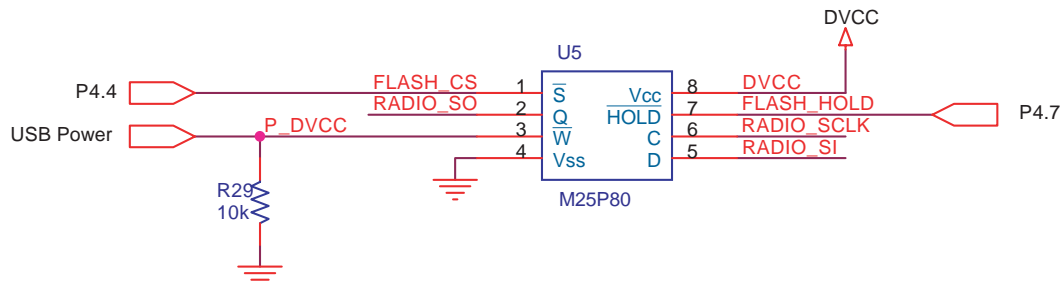 DVCC
U5
P4.4
FLASH_CS
1
S
Vcc
8
DVCC
RADIO_SO
2
Q
HOLD
7
FLASH_HOLD
P4.7
USB Power
P_DVCC
3
W
C
6
RADIO_SCLK
4
Vss
D
5
RADIO_SI
R29
10k
M25P80